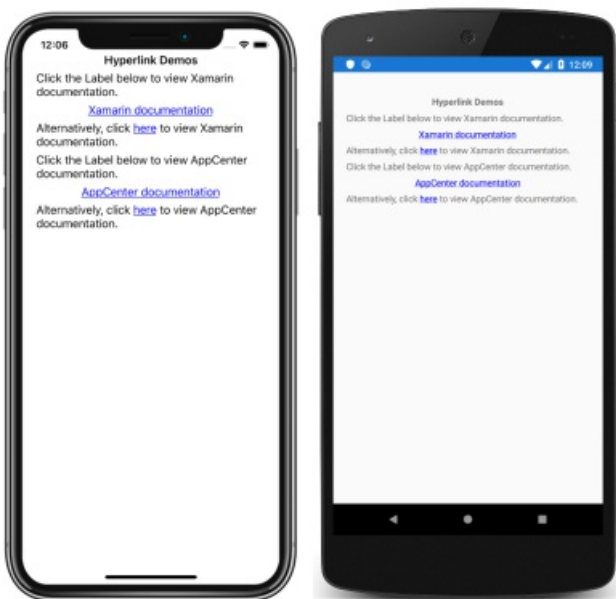 12:06
Hyperlink Demos
Click the Label below to view Xamarin
documentation.
Xamarin documentation
Alternatively, click here to view Xamarin
documentation.
Click the Label below to view AppCenter
documentation.
AppCenter documentation
Alternatively, click here to view AppCenter
documentation.
12:09
Hyperlink Demos
Click the Label below to view Xamarin documentation.
Xamarin documentation
Alternatively, click here to view Xamarin documentation.
Click the Label below to view AppCenter documentation.
AppCenter documentation
Alternatively, click here to view AppCenter documentation.